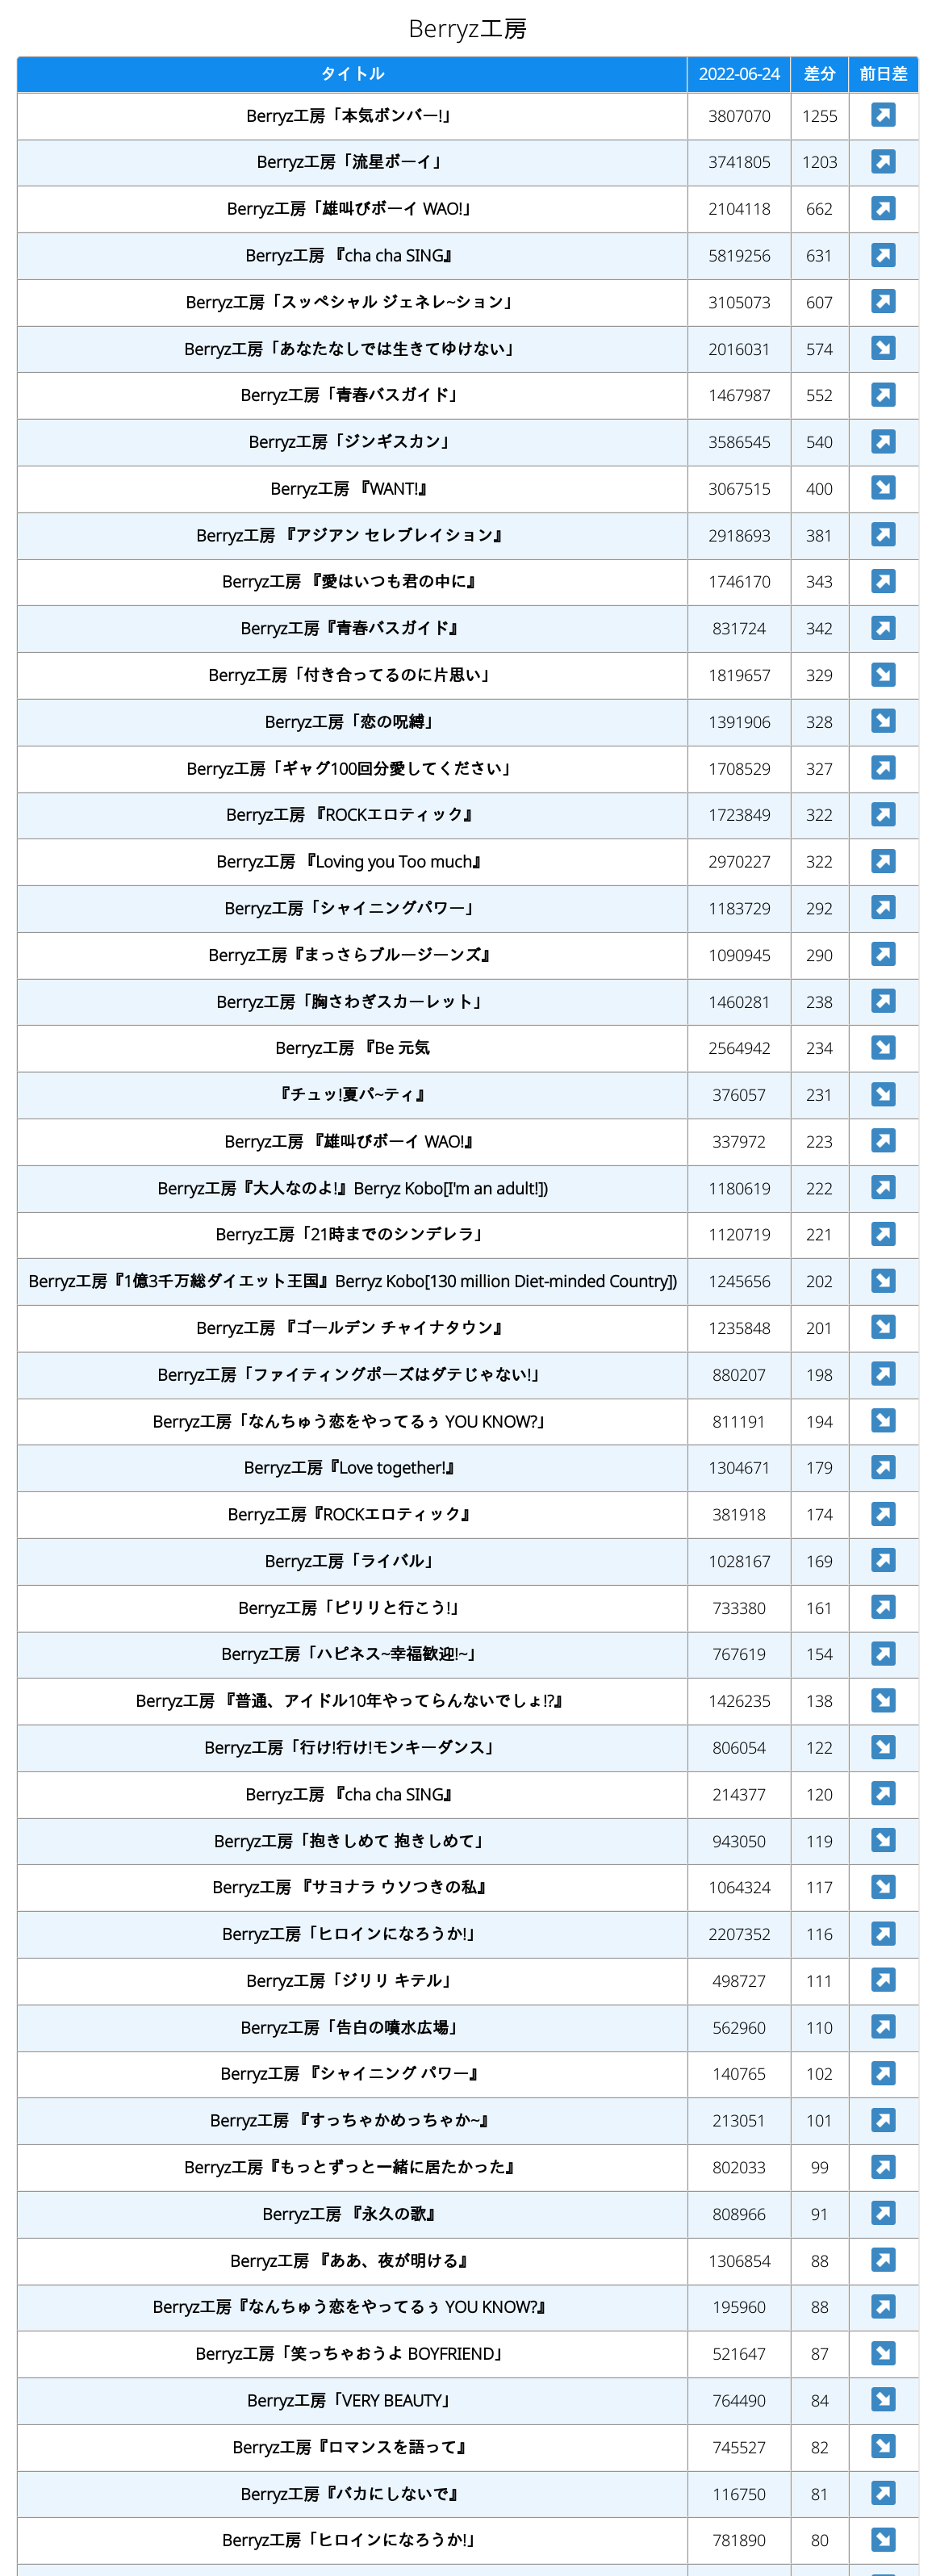 Berryz工房
タイトル 2022-06-24 差分 前日差
Berryz工房「本気ボンバー!」 3807070 1255
Berryz工房「流星ボーイ」 3741805 1203
Berryz工房「雄叫びボーイ WAO!」 2104118 662
Berryz工房 『cha cha SING』 5819256 631
Berryz工房「スッペシャル ジェネレ~ション」 3105073 607
Berryz工房「あなたなしでは生きてゆけない」 2016031 574
Berryz工房「青春バスガイド」 1467987 552
Berryz工房「ジンギスカン」 3586545 540
Berryz工房 『WANT!』 3067515 400
Berryz工房 『アジアン セレブレイション』 2918693 381
Berryz工房 『愛はいつも君の中に』 1746170 343
Berryz工房『青春バスガイド』 831724 342
Berryz工房「付き合ってるのに片思い」 1819657 329
Berryz工房「恋の呪縛」 1391906 328
Berryz工房「ギャグ100回分愛してください」 1708529 327
Berryz工房 『ROCKエロティック』 1723849 322
Berryz工房 『Loving you Too much』 2970227 322
Berryz工房「シャイニングパワー」 1183729 292
Berryz工房『まっさらブルージーンズ』 1090945 290
Berryz工房「胸さわぎスカーレット」 1460281 238
Berryz工房 『Be 元気 2564942 234
『チュッ!夏パ~ティ』 376057 231
Berryz工房 『雄叫びボーイ WAO!』 337972 223
Berryz工房『大人なのよ!』Berryz Kobo[I'm an adult!]) 1180619 222
Berryz工房「21時までのシンデレラ」 1120719 221
Berryz工房『1億3千万総ダイエット王国』Berryz Kobo[130 million Diet-minded Country]) 1245656 202
Berryz工房 『ゴールデン チャイナタウン』 1235848 201
Berryz工房「ファイティングポーズはダテじゃない!」 880207 198
Berryz工房「なんちゅう恋をやってるぅ YOU KNOW?」 811191 194
Berryz工房『Love together!』 1304671 179
Berryz工房『ROCKエロティック』 381918 174
Berryz工房「ライバル」 1028167 169
Berryz工房「ピリリと行こう!」 733380 161
Berryz工房「ハピネス~幸福歓迎!~」 767619 154
Berryz工房 『普通、アイドル10年やってらんないでしょ!?』 1426235 138
Berryz工房「行け!行け!モンキーダンス」 806054 122
Berryz工房 『cha cha SING』 214377 120
Berryz工房「抱きしめて 抱きしめて」 943050 119
Berryz工房 『サヨナラ ウソつきの私』 1064324 117
Berryz工房「ヒロインになろうか!」 2207352 116
Berryz工房「ジリリ キテル」 498727 111
Berryz工房「告白の噴水広場」 562960 110
Berryz工房 『シャイニング パワー』 140765 102
Berryz工房 『すっちゃかめっちゃか~』 213051 101
Berryz工房『もっとずっと一緒に居たかった』 802033 99
Berryz工房 『永久の歌』 808966 91
Berryz工房 『ああ、夜が明ける』 1306854 88
Berryz工房『なんちゅう恋をやってるぅ YOU KNOW?』 195960 88
Berryz工房「笑っちゃおうよ BOYFRIEND」 521647 87
Berryz工房「VERY BEAUTY」 764490 84
Berryz工房『ロマンスを語って』 745527 82
Berryz工房『バカにしないで』 116750 81
Berryz工房「ヒロインになろうか!」 781890 80